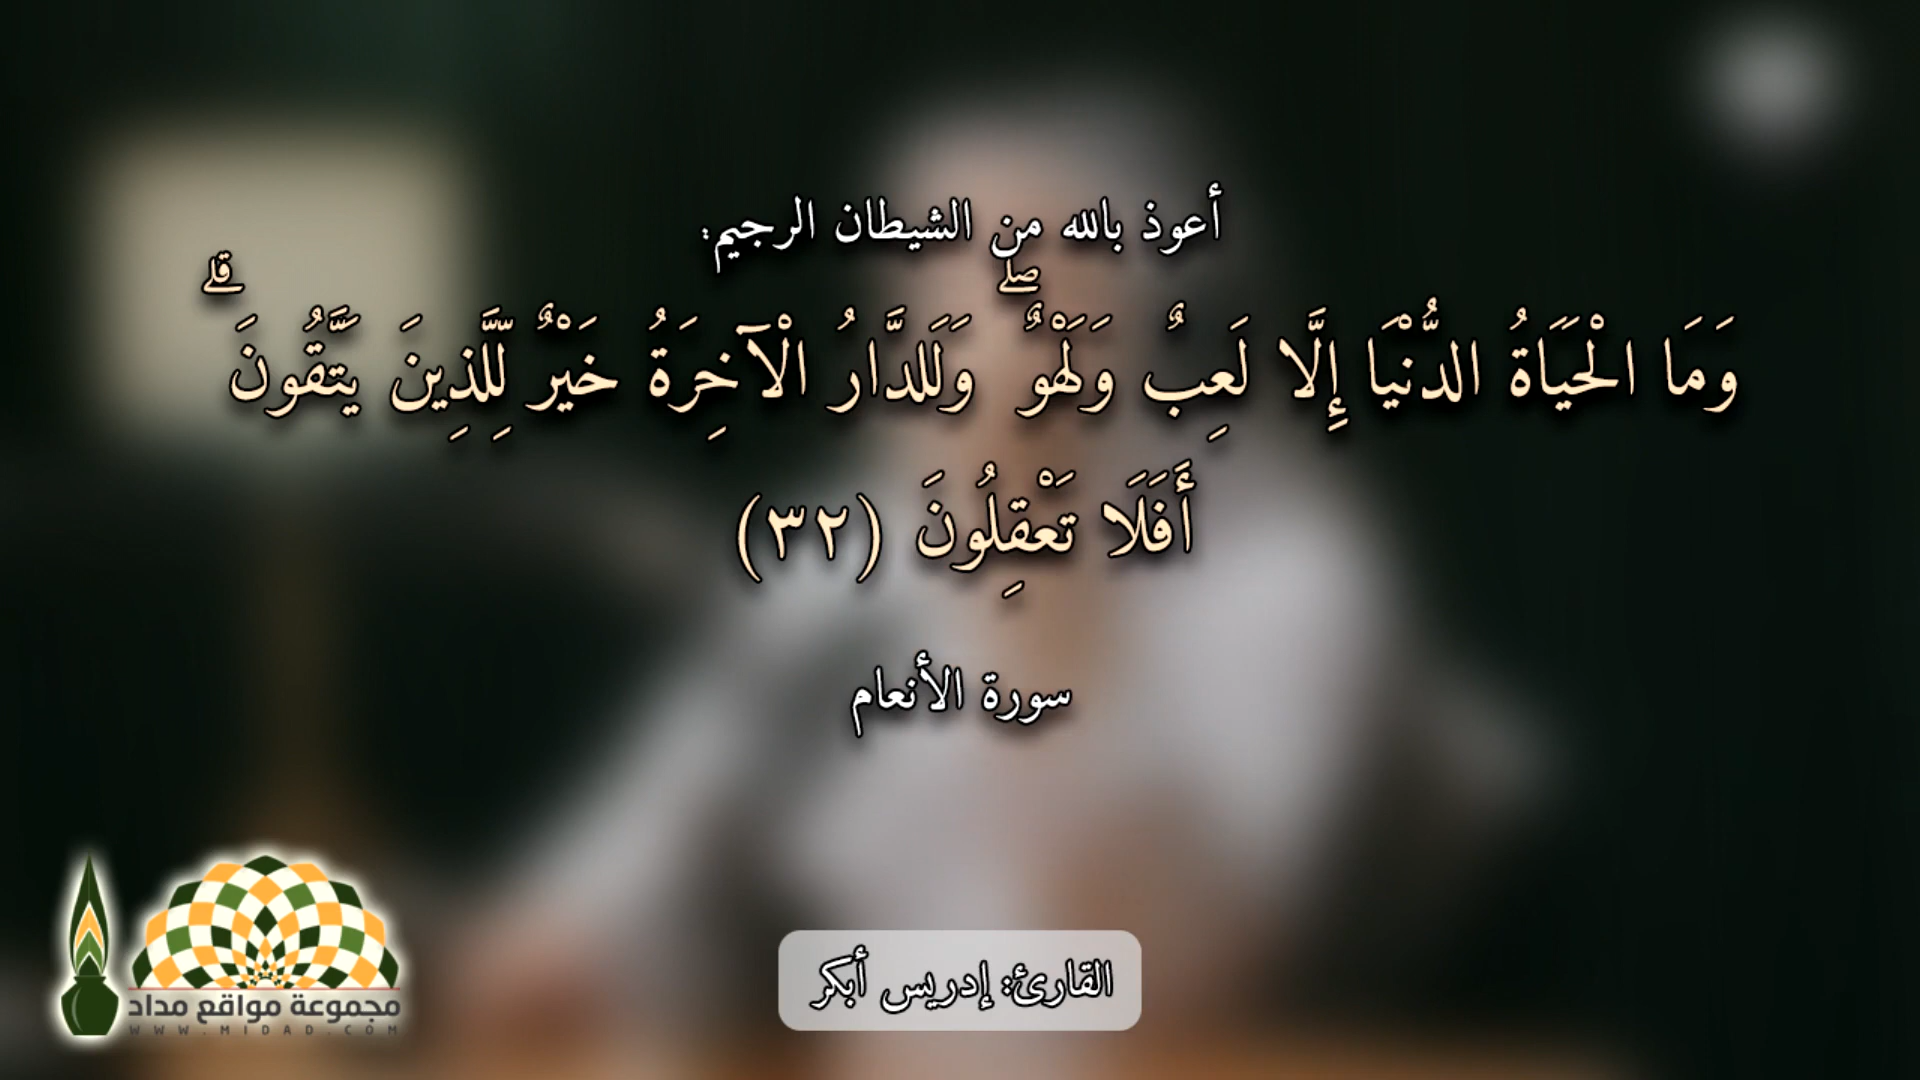 أعوذ بالله من الشيطان الرجيم:
وَمَا الْحَيَاةُ الدُّنْيَا إِلَّا لَعِبٌ وَلَهْوٌ ۖ وَلَلدَّارُ الْآخِرَةُ خَيْرٌ لِّلَّذِينَ يَتَّقُونَ ۗ
أَفَلَا تَعْقِلُونَ (٣٢)
سورة الأنعام
القارئ: إدريس أبكر
مجموعة مواقع مداد
WWW.MIDAD.COM